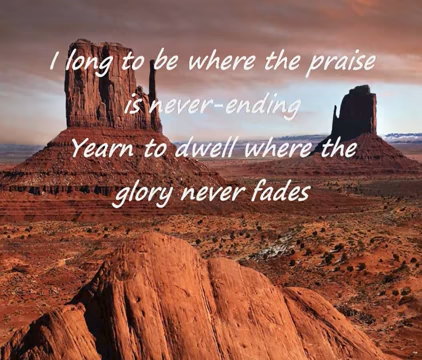 I long to be where the praise
is never-ending
Yearn to dwell where the
glory never fades